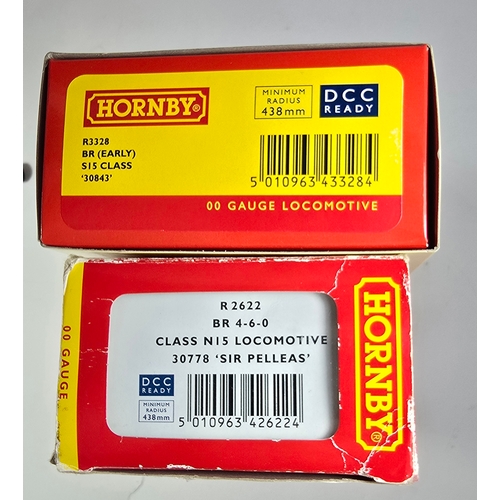 HORNBY®
R3328
BR (EARLY)
S15 CLASS
'30843'
MINIMUM
RADIUS
438mm
DCC
READY
5 010963 433284
00 GAUGE LOCOMOTIVE
00 GAUGE
R2622
BR 4-6-0
CLASS N15 LOCOMOTIVE
30778 'SIR PELLEAS'
DCC
READY
MINIMUM
RADIUS
438mm
5 010963 426224
HORNBY®